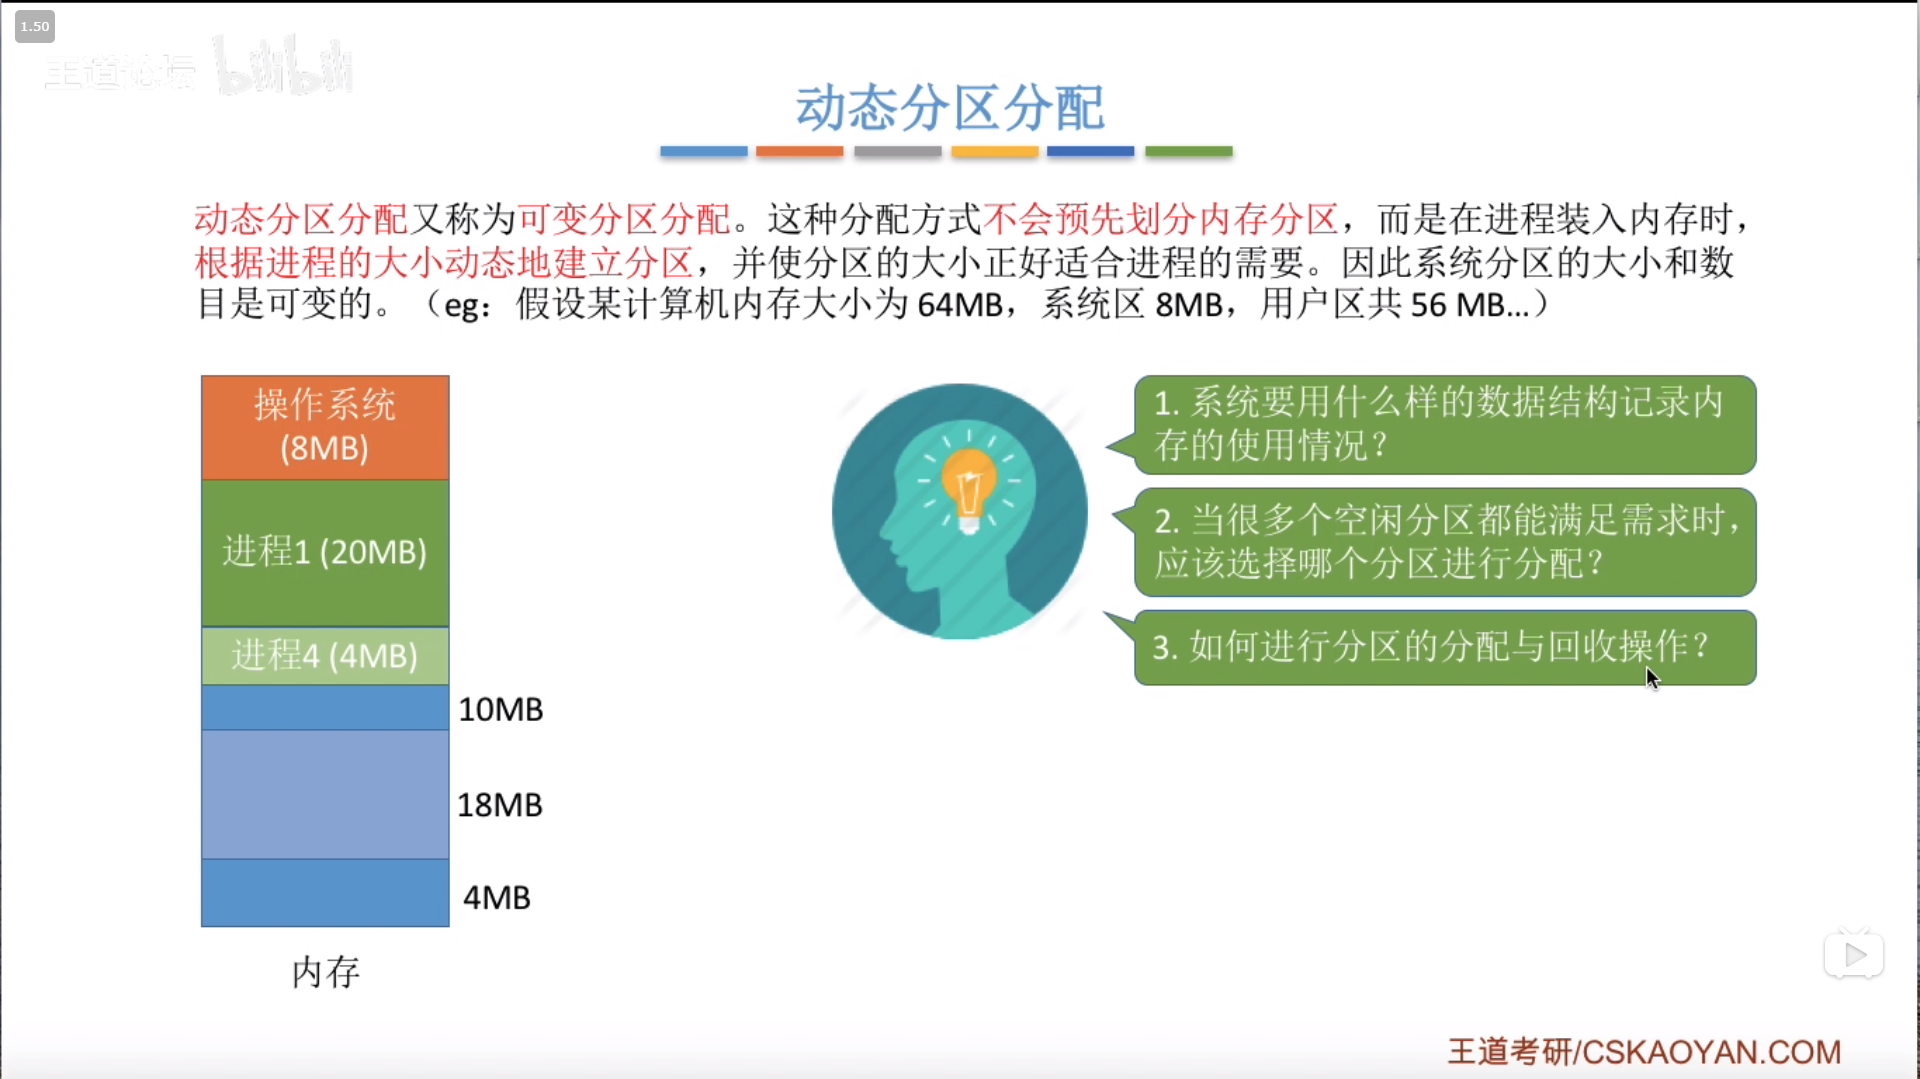 1.50
王道论坛 bilibili
动态分区分配
动态分区分配又称为可变分区分配。这种分配方式不会预先划分内存分区，而是在进程装入内存时，
根据进程的大小动态地建立分区，并使分区的大小正好适合进程的需要。因此系统分区的大小和数
目是可变的。（eg：假设某计算机内存大小为 64MB，系统区 8MB，用户区共 56 MB...）
操作系统
(8MB)
进程1 (20MB)
进程4 (4MB)
10MB
18MB
4MB
内存
1. 系统要用什么样的数据结构记录内
存的使用情况？
2. 当很多个空闲分区都能满足需求时，
应该选择哪个分区进行分配？
3. 如何进行分区的分配与回收操作？
王道考研/CSKAOYAN.COM